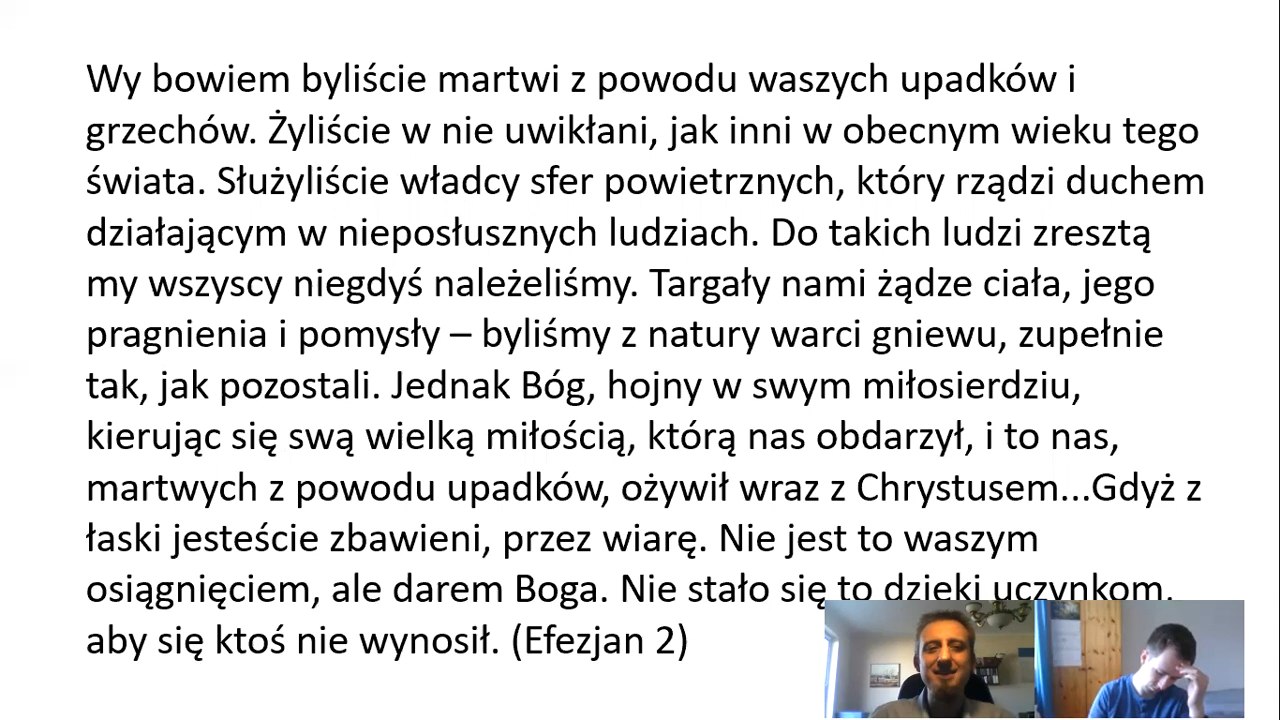 Wy bowiem byliście martwi z powodu waszych upadków i
grzechów. Żyliście w nie uwikłani, jak inni w obecnym wieku tego
świata. Służyliście władcy sfer powietrznych, który rządzi duchem
działającym w nieposłusznych ludziach. Do takich ludzi zresztą
my wszyscy niegdyś należeliśmy. Targały nami żądze ciała, jego
pragnienia i pomysły – byliśmy z natury warci gniewu, zupełnie
tak, jak pozostali. Jednak Bóg, hojny w swym miłosierdziu,
kierując się swą wielką miłością, którą nas obdarzył, i to nas,
martwych z powodu upadków, ożywił wraz z Chrystusem...Gdyż z
łaski jesteście zbawieni, przez wiarę. Nie jest to waszym
osiągnięciem, ale darem Boga. Nie stało się to dzięki uczynkom,
aby się ktoś nie wynosił. (Efezjan 2)